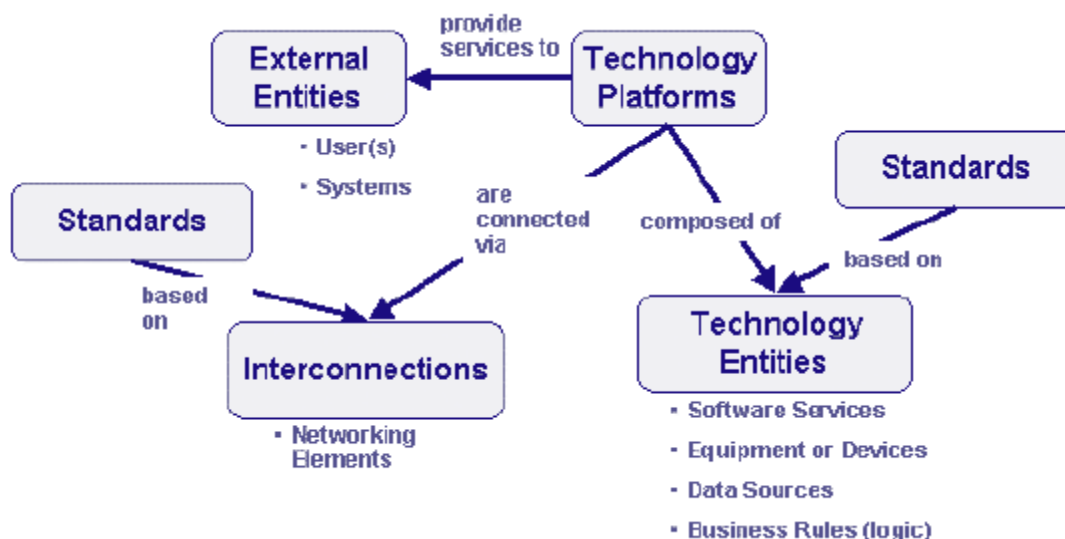 provide
services to
External
Entities
Technology
Platforms
• User(s)
• Systems
Standards
Standards
are
connected
via
composed of
based on
based
on
Interconnections
Technology
Entities
• Networking
Elements
• Software Services
• Equipment or Devices
• Data Sources
• Business Rules (logic)